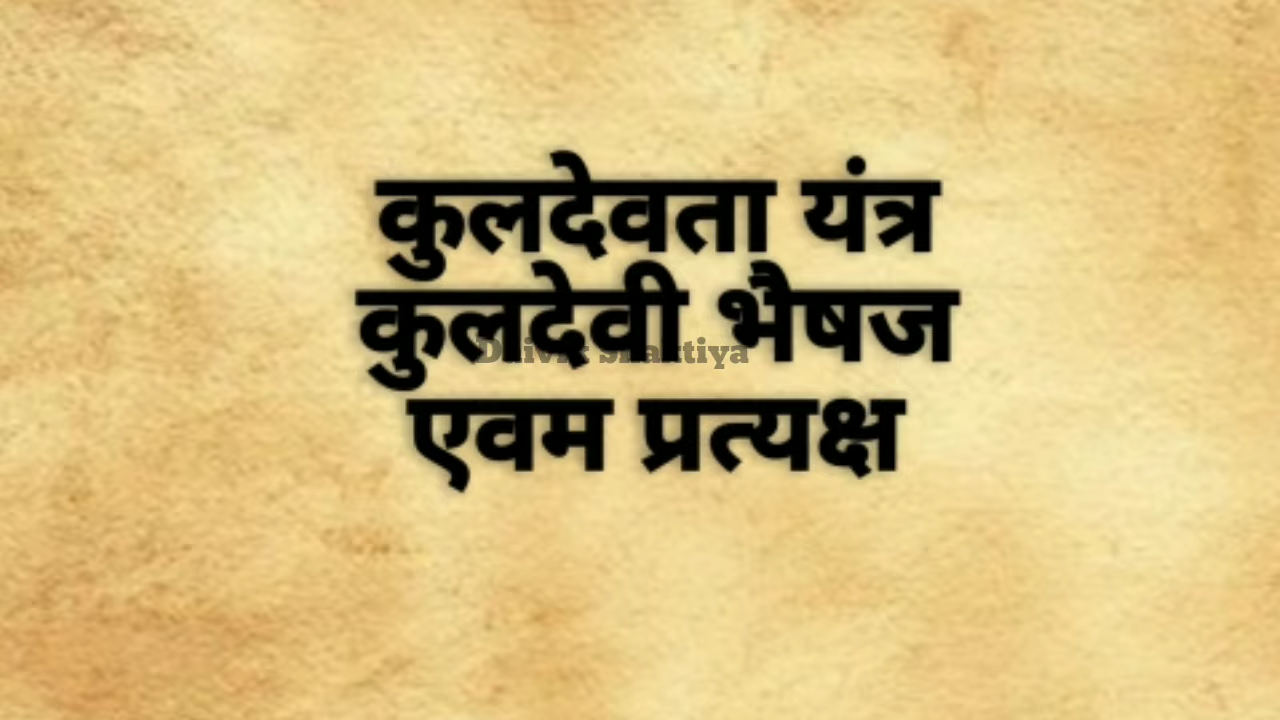 कुलदेवता यंत्र
कुलदेवी भैषज
एवम प्रत्यक्ष